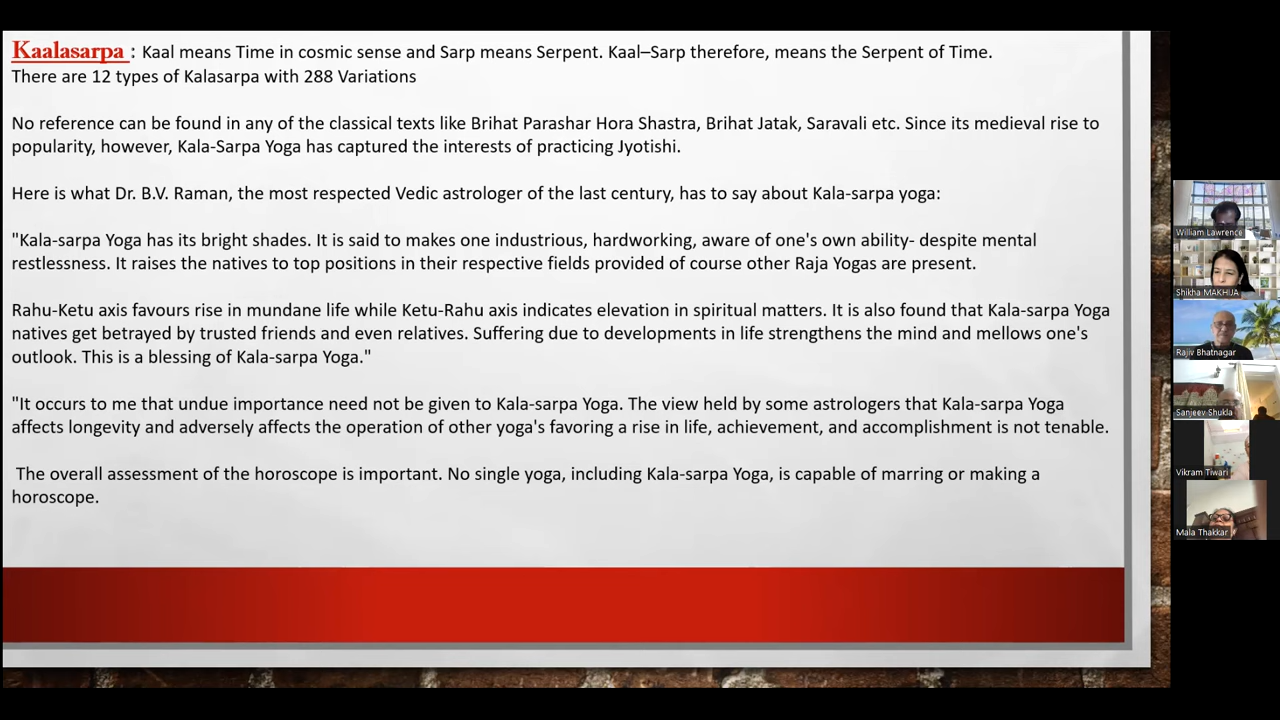 Kaalasarpa : Kaal means Time in cosmic sense and Sarp means Serpent. Kaal–Sarp therefore, means the Serpent of Time.
There are 12 types of Kalasarpa with 288 Variations
No reference can be found in any of the classical texts like Brihat Parashar Hora Shastra, Brihat Jatak, Saravali etc. Since its medieval rise to
popularity, however, Kala-Sarpa Yoga has captured the interests of practicing Jyotishi.
Here is what Dr. B.V. Raman, the most respected Vedic astrologer of the last century, has to say about Kala-sarpa yoga:
"Kala-sarpa Yoga has its bright shades. It is said to makes one industrious, hardworking, aware of one's own ability- despite mental
restlessness. It raises the natives to top positions in their respective fields provided of course other Raja Yogas are present.
Rahu-Ketu axis favours rise in mundane life while Ketu-Rahu axis indicates elevation in spiritual matters. It is also found that Kala-sarpa Yoga
natives get betrayed by trusted friends and even relatives. Suffering due to developments in life strengthens the mind and mellows one's
outlook. This is a blessing of Kala-sarpa Yoga."
"It occurs to me that undue importance need not be given to Kala-sarpa Yoga. The view held by some astrologers that Kala-sarpa Yoga
affects longevity and adversely affects the operation of other yoga's favoring a rise in life, achievement, and accomplishment is not tenable.
The overall assessment of the horoscope is important. No single yoga, including Kala-sarpa Yoga, is capable of marring or making a
horoscope.
William Lawrence
Shikha MAKHIJA
Rajiv Bhatnagar
Sanjeev Shukla
Vikram Tiwari
Mala Thakkar